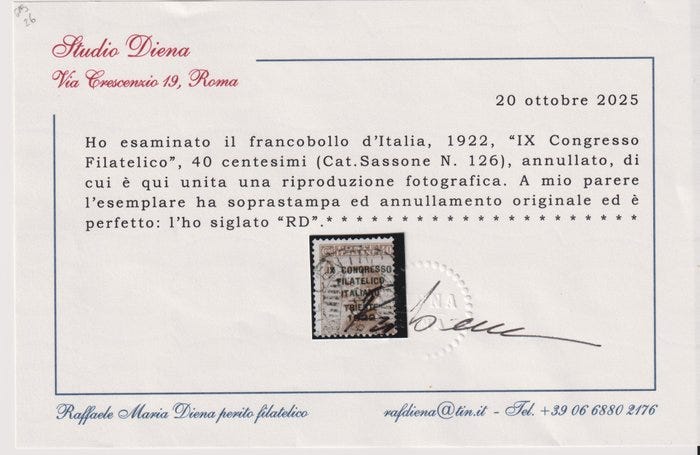 Studio Diena
Via Crescenzio 19, Roma
20 ottobre 2025
Ho esaminato il francobollo d'Italia, 1922, "IX Congresso
Filatelico", 40 centesimi (Cat.Sassone N. 126), annullato, di
cui è qui unita una riproduzione fotografica. A mio parere
l'esemplare ha soprastampa ed annullamento originale ed è
perfetto: l'ho siglato "RD".* * * * * * * * * * * * * * * * * * * * * *
IX CONGRESSO
FILATELICO
ITALIANO
TRIESTE
1922
NA
Raffaele Maria Diena perito filatelico
rafdiena@tin.it - Tel. +39 06 6880 2176